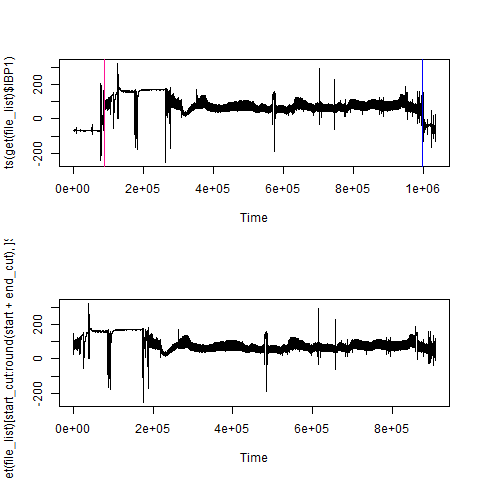 ts(get(file_list)$IBP1)
200
0
-200
0e+00 2e+05 4e+05 6e+05 8e+05 1e+06
Time
et(file_list)[start_cut:round(start + end_cut), ]$
200
0
-200
0e+00 2e+05 4e+05 6e+05 8e+05
Time